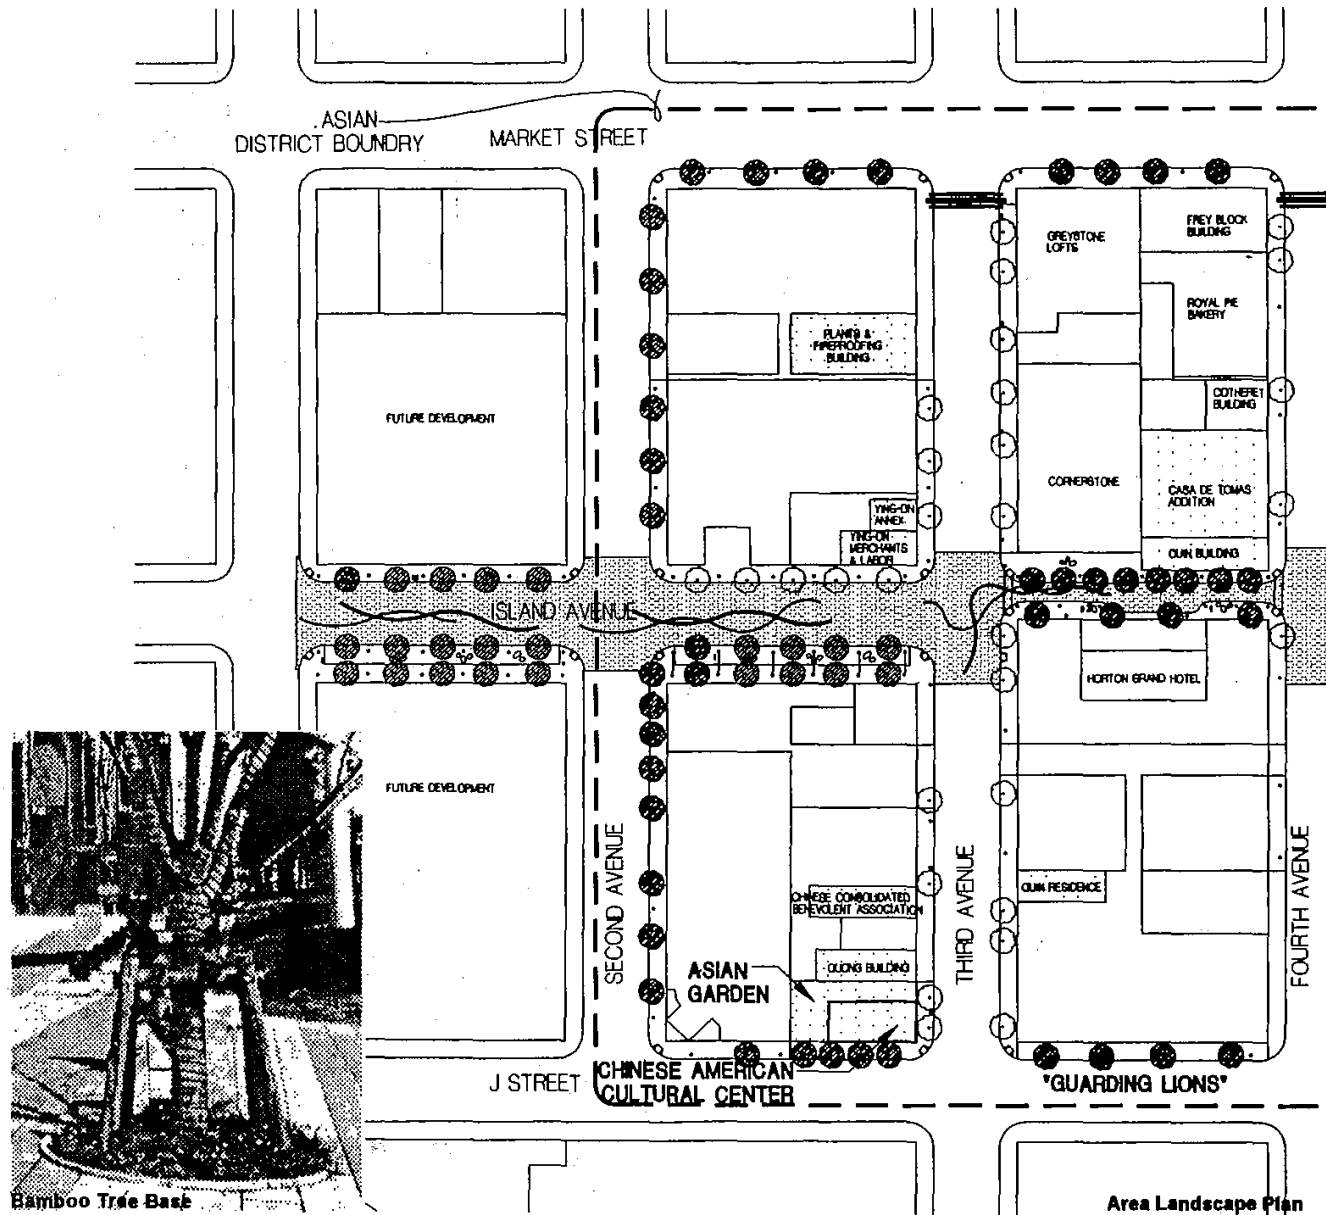 ASIAN
DISTRICT BOUNDRY
MARKET STREET
GREYSTONE
LOFTS
FREY BLOCK
BUILDING
ROYAL PIE
BAKERY
PLANTS &
FIREPROOFING
BUILDING
COTHERET
BUILDING
FUTURE DEVELOPMENT
CORNERSTONE
CASA DE TOMAS
ADDITION
YING-ON
ANNEX
YING-ON
MERCHANTS
& LABOR
QUIN BUILDING
ISLAND AVENUE
HORTON GRAND HOTEL
FUTURE DEVELOPMENT
SECOND AVENUE
THIRD AVENUE
FOURTH AVENUE
QUIN RESIDENCE
CHINESE CONSOLIDATED
BENEVOLENT ASSOCIATION
QUONG BUILDING
ASIAN
GARDEN
J STREET
CHINESE AMERICAN
CULTURAL CENTER
"GUARDING LIONS"
Bamboo Tree Base
Area Landscape Plan